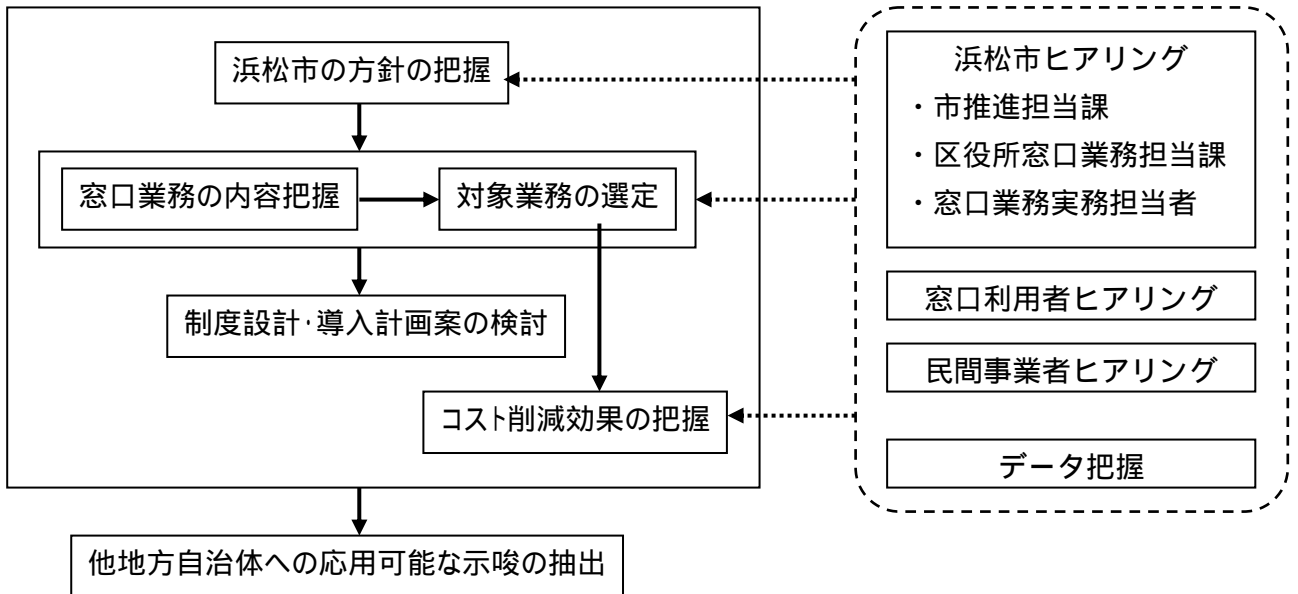 浜松市の方針の把握
窓口業務の内容把握
対象業務の選定
制度設計･導入計画案の検討
コスト削減効果の把握
他地方自治体への応用可能な示唆の抽出
浜松市ヒアリング
・市推進担当課
・区役所窓口業務担当課
・窓口業務実務担当者
窓口利用者ヒアリング
民間事業者ヒアリング
データ把握